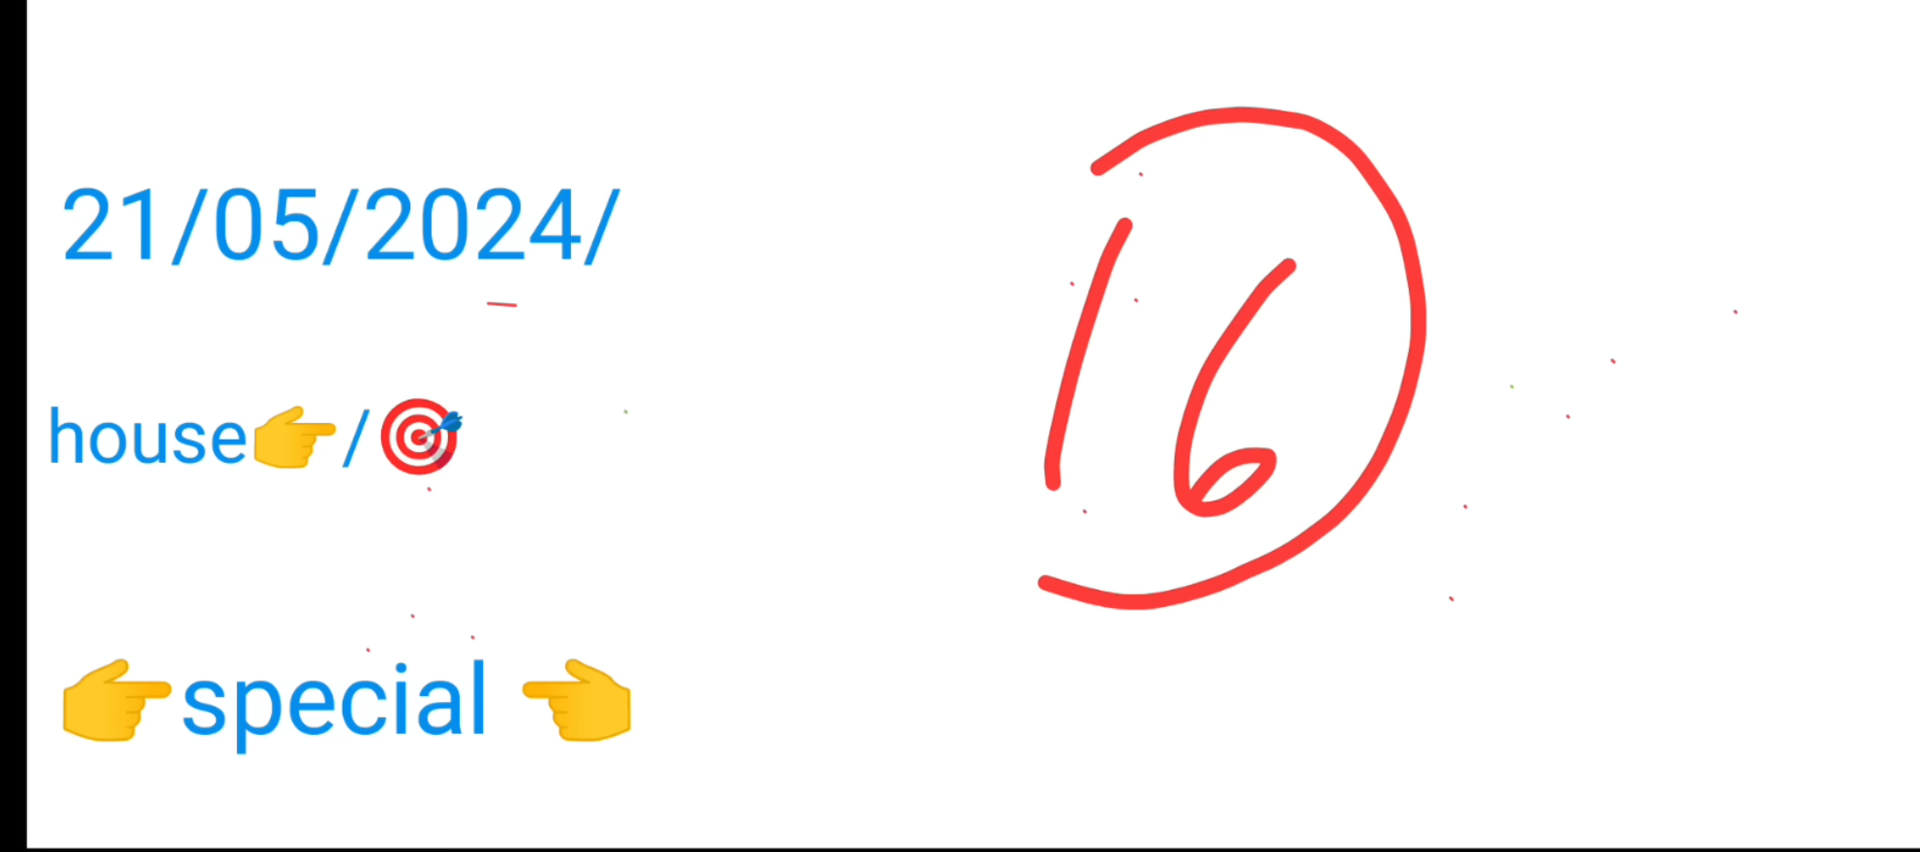 21/05/2024/
house👉/🎯
👉special 👈
16